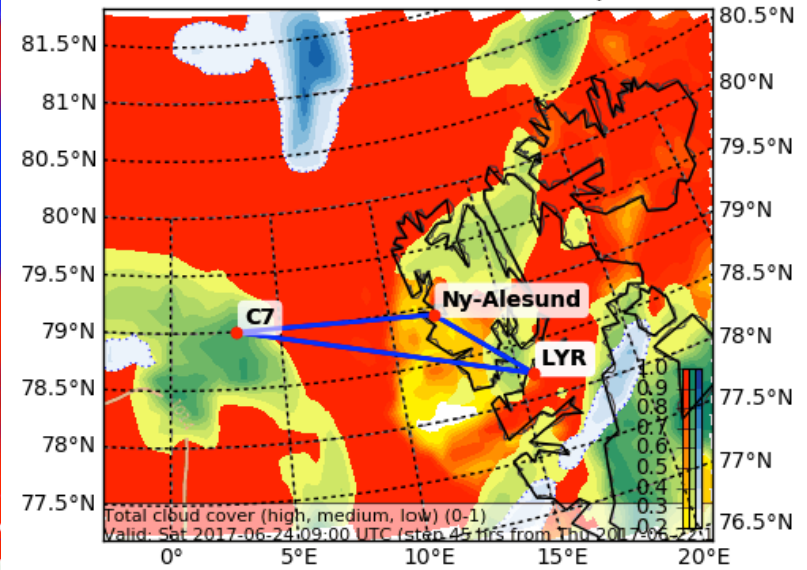 80.5°N
81.5°N
80°N
81°N
79.5°N
80.5°N
79°N
80°N
78.5°N
79.5°N
Ny-Alesund
C7
79°N
78°N
LYR
1.0
0.9
78.5°N
77.5°N
0.8
0.7
78°N
0.6
77°N
0.5
0.4
77.5°N
0.3
Total cloud cover (high, medium, low) (0-1)
0.2
76.5°N
Valid: Sat 2017-06-24 09:00 UTC (step 45 hrs from Thu 2017-06-22
0°
5°E
10°E
15°E
20°E